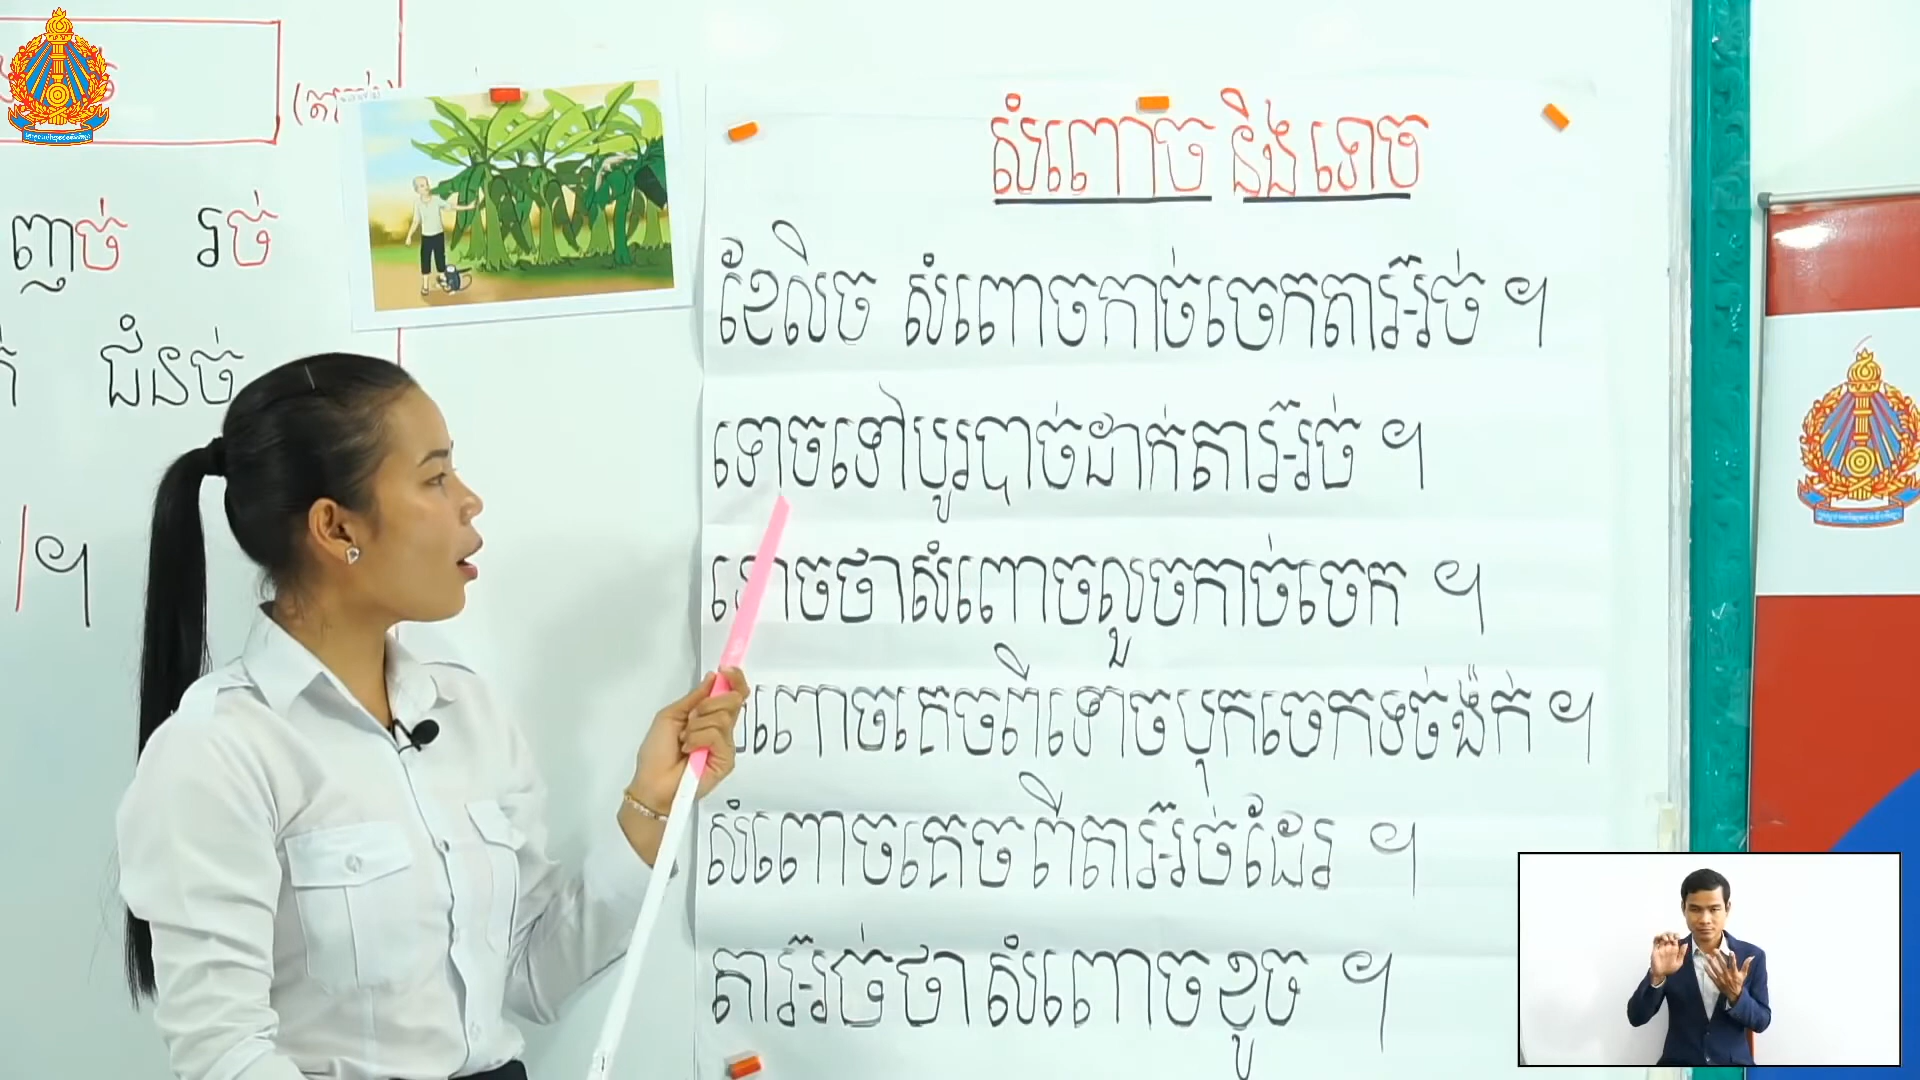 សំពោច និង ទោច
ខែលិច សំពោចកាច់ចេកតាអ៊ច់ ។
ទោចទៅបូរបាច់ដាក់តាអ៊ច់ ។
ទោចថាសំពោចលួចកាច់ចេក ។
សំពោចគេចពីទោចបុកចេកទច់ង៉ក់ ។
សំពោចគេចពីតាអ៊ច់ដែរ ។
តាអ៊ច់ថាសំពោចខូច ។
ញាច់ រច់
ជំនច់
។